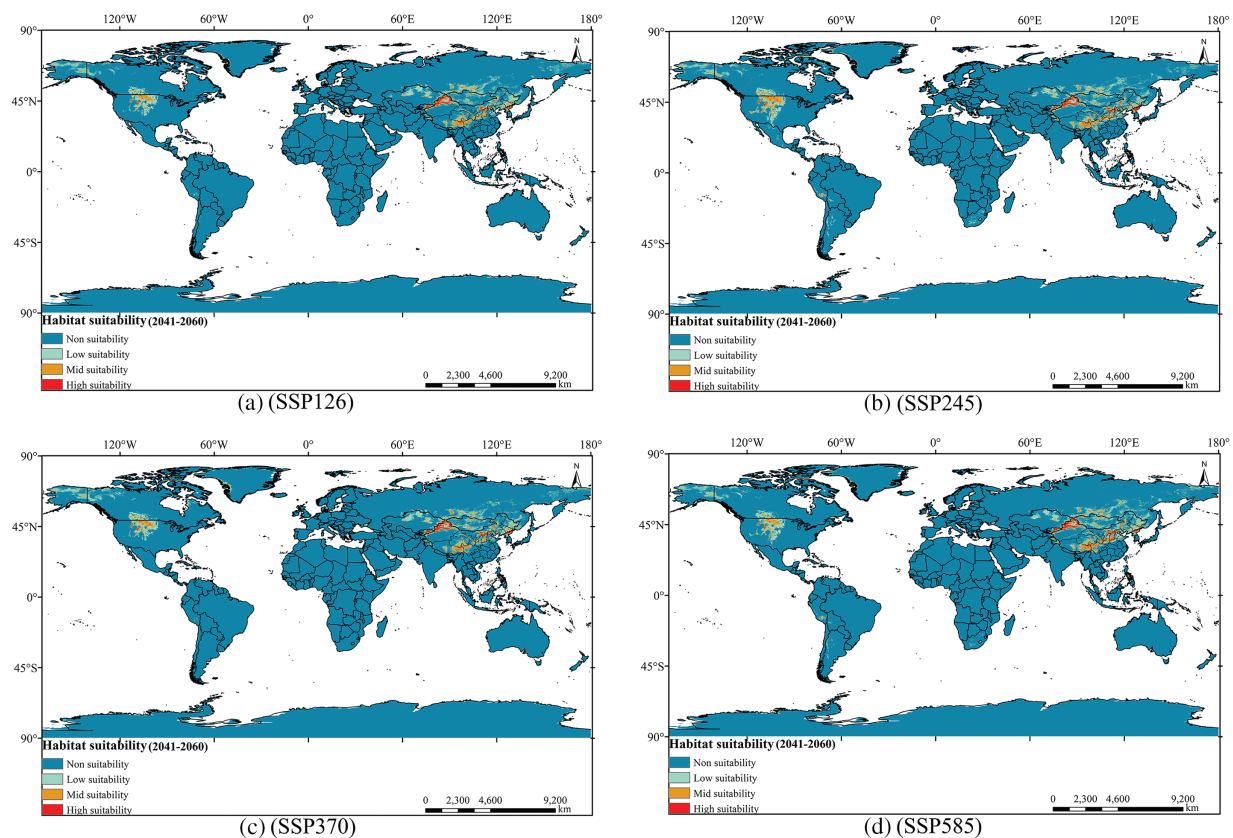 120°W 60°W 0° 60°E 120°E 180°
90°
N
45°N
0°
45°S
90°
Habitat suitability (2041-2060)
Non suitability
Low suitability
Mid suitability
High suitability
0 2,300 4,600 9,200
km
(a) (SSP126)
120°W 60°W 0° 60°E 120°E 180°
90°
N
45°N
0°
45°S
90°
Habitat suitability (2041-2060)
Non suitability
Low suitability
Mid suitability
High suitability
0 2,300 4,600 9,200
km
(b) (SSP245)
120°W 60°W 0° 60°E 120°E 180°
90°
N
45°N
0°
45°S
90°
Habitat suitability (2041-2060)
Non suitability
Low suitability
Mid suitability
High suitability
0 2,300 4,600 9,200
km
(c) (SSP370)
120°W 60°W 0° 60°E 120°E 180°
90°
N
45°N
0°
45°S
90°
Habitat suitability (2041-2060)
Non suitability
Low suitability
Mid suitability
High suitability
0 2,300 4,600 9,200
km
(d) (SSP585)